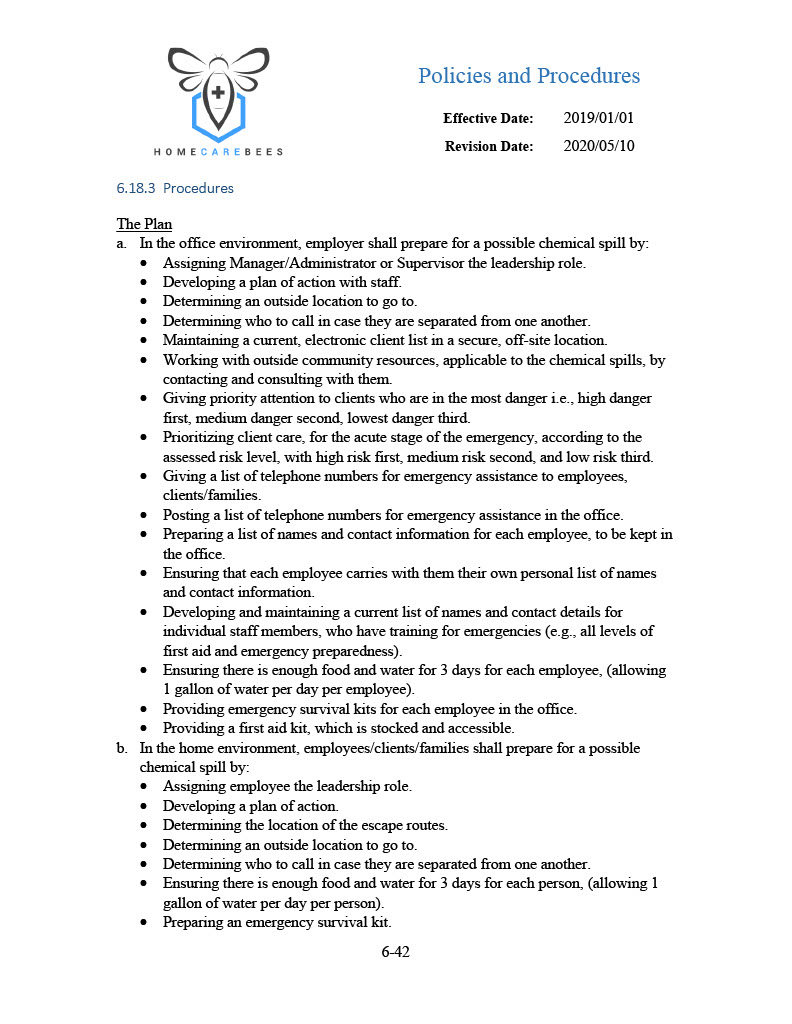 Policies and Procedures
Effective Date: 2019/01/01
Revision Date: 2020/05/10
HOMECAREBEES
6.18.3 Procedures
The Plan
a. In the office environment, employer shall prepare for a possible chemical spill by:
• Assigning Manager/Administrator or Supervisor the leadership role.
• Developing a plan of action with staff.
• Determining an outside location to go to.
• Determining who to call in case they are separated from one another.
• Maintaining a current, electronic client list in a secure, off-site location.
• Working with outside community resources, applicable to the chemical spills, by
contacting and consulting with them.
• Giving priority attention to clients who are in the most danger i.e., high danger
first, medium danger second, lowest danger third.
• Prioritizing client care, for the acute stage of the emergency, according to the
assessed risk level, with high risk first, medium risk second, and low risk third.
• Giving a list of telephone numbers for emergency assistance to employees,
clients/families.
• Posting a list of telephone numbers for emergency assistance in the office.
• Preparing a list of names and contact information for each employee, to be kept in
the office.
• Ensuring that each employee carries with them their own personal list of names
and contact information.
• Developing and maintaining a current list of names and contact details for
individual staff members, who have training for emergencies (e.g., all levels of
first aid and emergency preparedness).
• Ensuring there is enough food and water for 3 days for each employee, (allowing
1 gallon of water per day per employee).
• Providing emergency survival kits for each employee in the office.
• Providing a first aid kit, which is stocked and accessible.
b. In the home environment, employees/clients/families shall prepare for a possible
chemical spill by:
• Assigning employee the leadership role.
• Developing a plan of action.
• Determining the location of the escape routes.
• Determining an outside location to go to.
• Determining who to call in case they are separated from one another.
• Ensuring there is enough food and water for 3 days for each person, (allowing 1
gallon of water per day per person).
• Preparing an emergency survival kit.
6-42